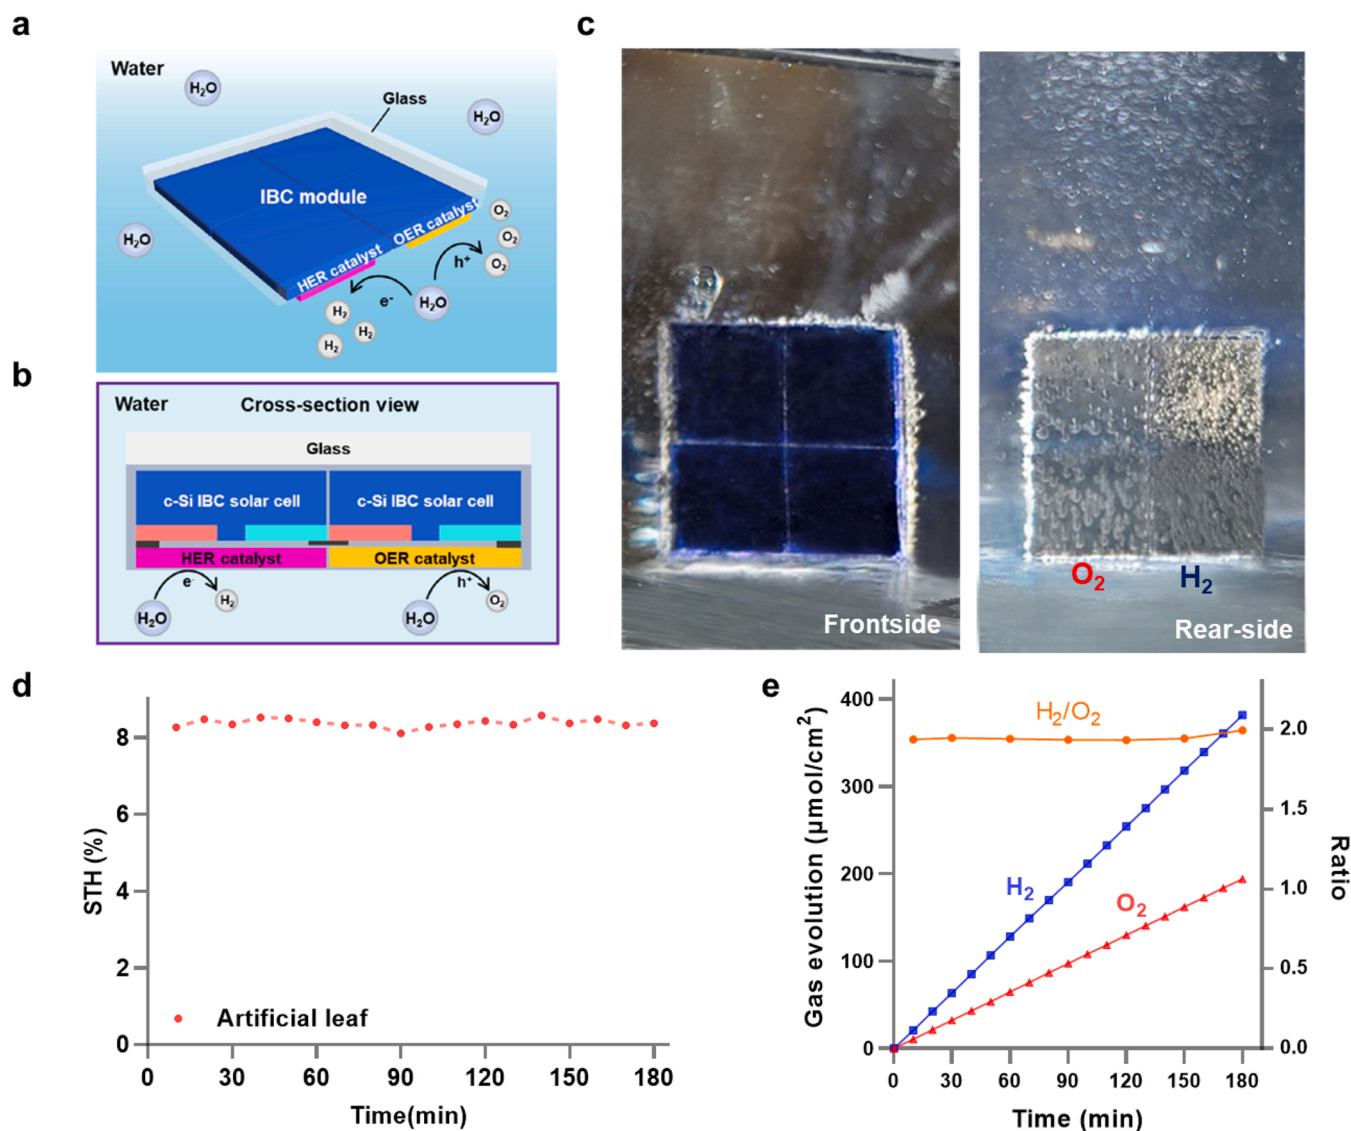 a
Water
H₂O
Glass
H₂O
IBC module
H₂O
HER catalyst
OER catalyst
O₂
O₂
O₂
h⁺
e⁻
H₂O
H₂
H₂
H₂
b
Water
Cross-section view
Glass
c-Si IBC solar cell
c-Si IBC solar cell
HER catalyst
OER catalyst
e⁻
H₂
h⁺
O₂
H₂O
H₂O
c
Frontside
O₂
H₂
Rear-side
d
STH (%)
8
6
4
2
0
Artificial leaf
0
30
60
90
120
150
180
Time(min)
e
Gas evolution (μmol/cm²)
400
300
200
100
0
H₂/O₂
H₂
O₂
2.0
1.5
1.0
0.5
0.0
Ratio
0
30
60
90
120
150
180
Time (min)